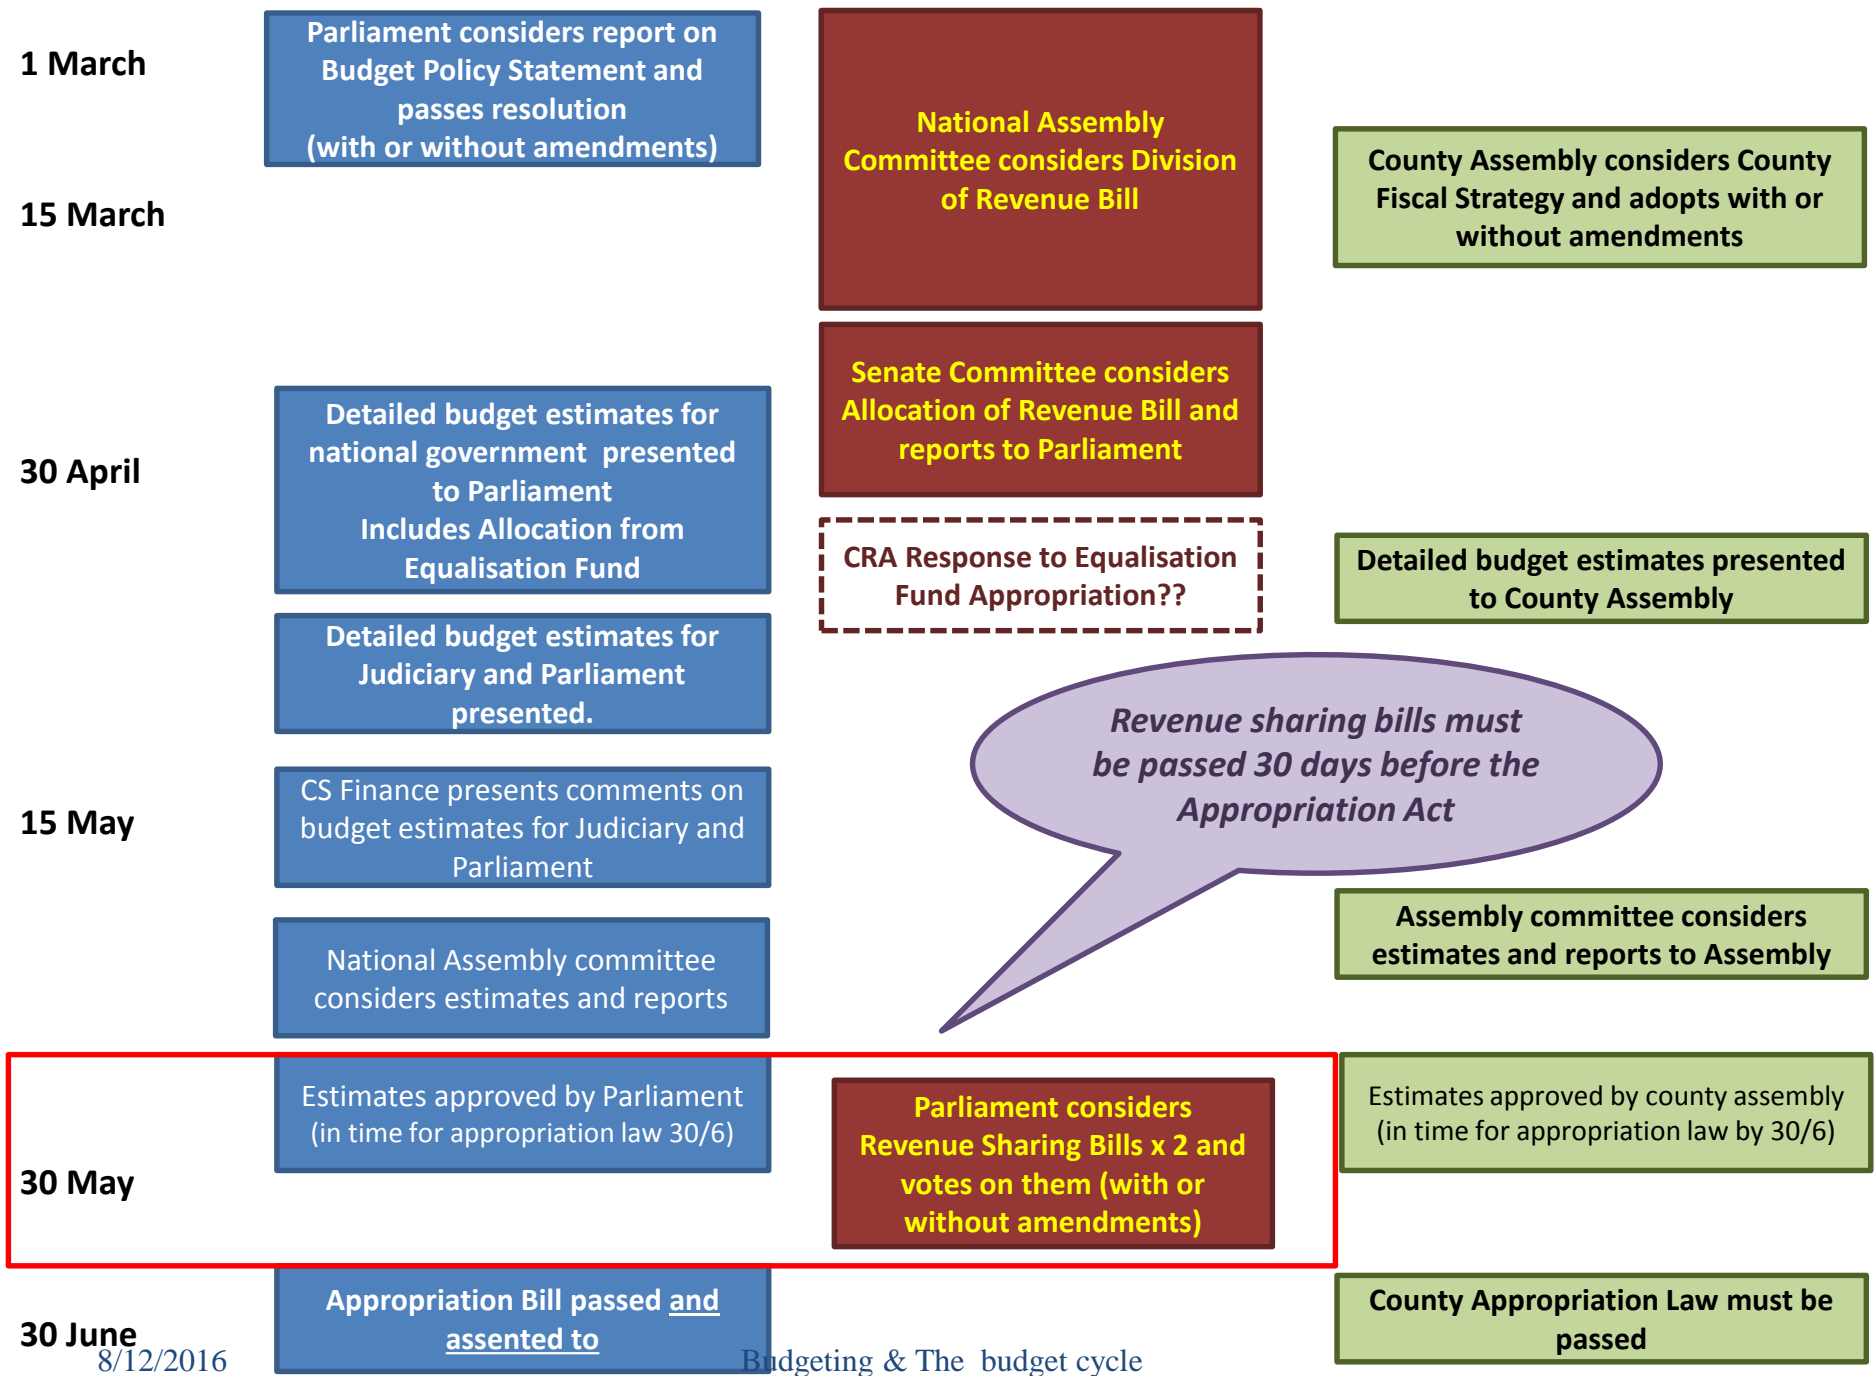 1 March
Parliament considers report on
Budget Policy Statement and
passes resolution
(with or without amendments)
National Assembly
Committee considers Division
of Revenue Bill
15 March
County Assembly considers County
Fiscal Strategy and adopts with or
without amendments
Senate Committee considers
Allocation of Revenue Bill and
reports to Parliament
30 April
Detailed budget estimates for
national government presented
to Parliament
Includes Allocation from
Equalisation Fund
CRA Response to Equalisation
Fund Appropriation??
Detailed budget estimates presented
to County Assembly
Detailed budget estimates for
Judiciary and Parliament
presented.
Revenue sharing bills must
be passed 30 days before the
Appropriation Act
15 May
CS Finance presents comments on
budget estimates for Judiciary and
Parliament
National Assembly committee
considers estimates and reports
Assembly committee considers
estimates and reports to Assembly
30 May
Estimates approved by Parliament
(in time for appropriation law 30/6)
Parliament considers
Revenue Sharing Bills x 2 and
votes on them (with or
without amendments)
Estimates approved by county assembly
(in time for appropriation law by 30/6)
30 June
Appropriation Bill passed and
assented to
County Appropriation Law must be
passed
8/12/2016
Budgeting & The budget cycle